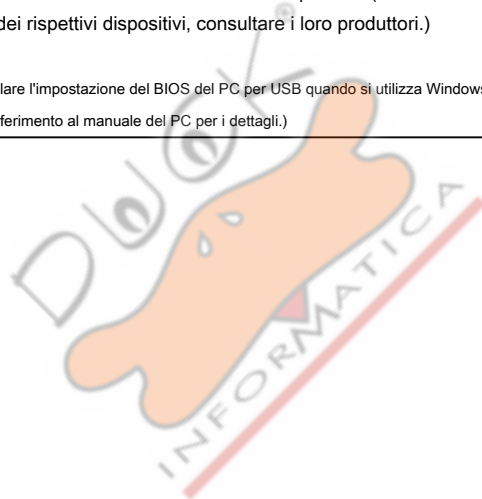 dei rispettivi dispositivi, consultare i loro produttori.)
lare l'impostazione del BIOS del PC per USB quando si utilizza Windows
ferimento al manuale del PC per i dettagli.)
DWOK
®
INFORMATICA